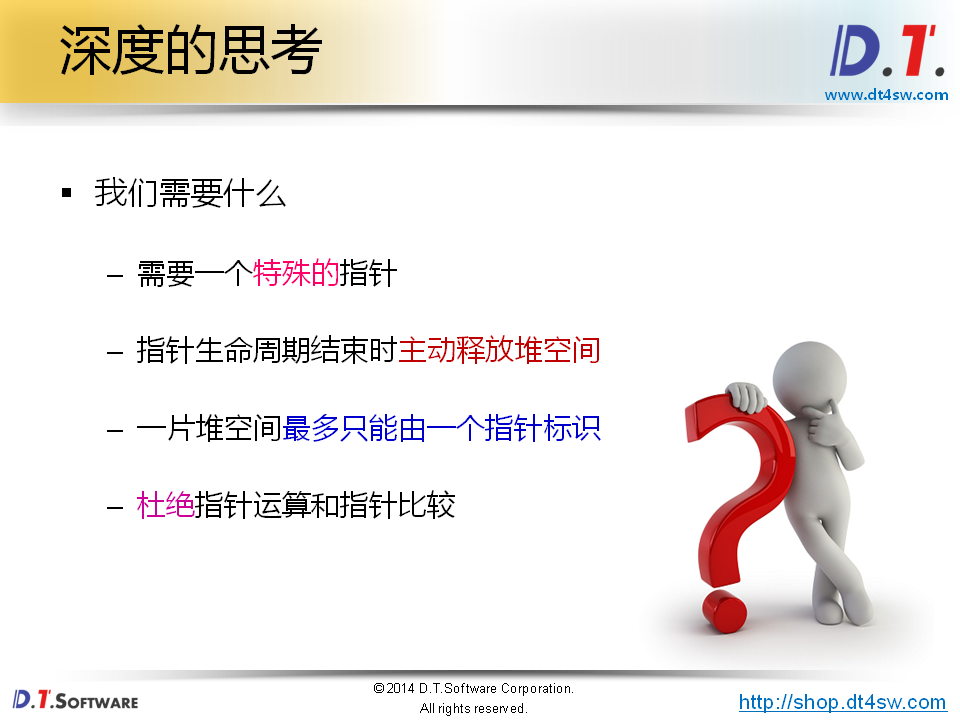 深度的思考
D.T.
www.dt4sw.com
▪ 我们需要什么
– 需要一个特殊的指针
– 指针生命周期结束时主动释放堆空间
– 一片堆空间最多只能由一个指针标识
– 杜绝指针运算和指针比较
D.T.SOFTWARE
©2014 D.T.Software Corporation.
All rights reserved.
http://shop.dt4sw.com